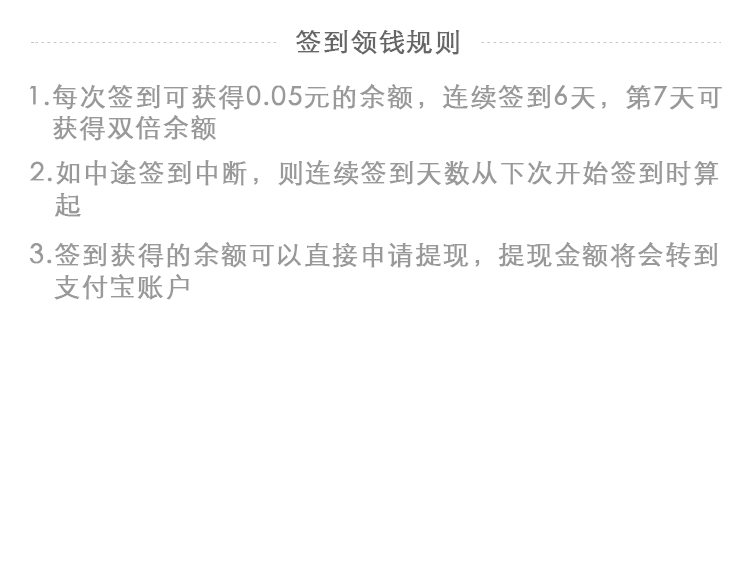 签到领钱规则
1.每次签到可获得0.05元的余额，连续签到6天，第7天可
获得双倍余额
2.如中途签到中断，则连续签到天数从下次开始签到时算
起
3.签到获得的余额可以直接申请提现，提现金额将会转到
支付宝账户